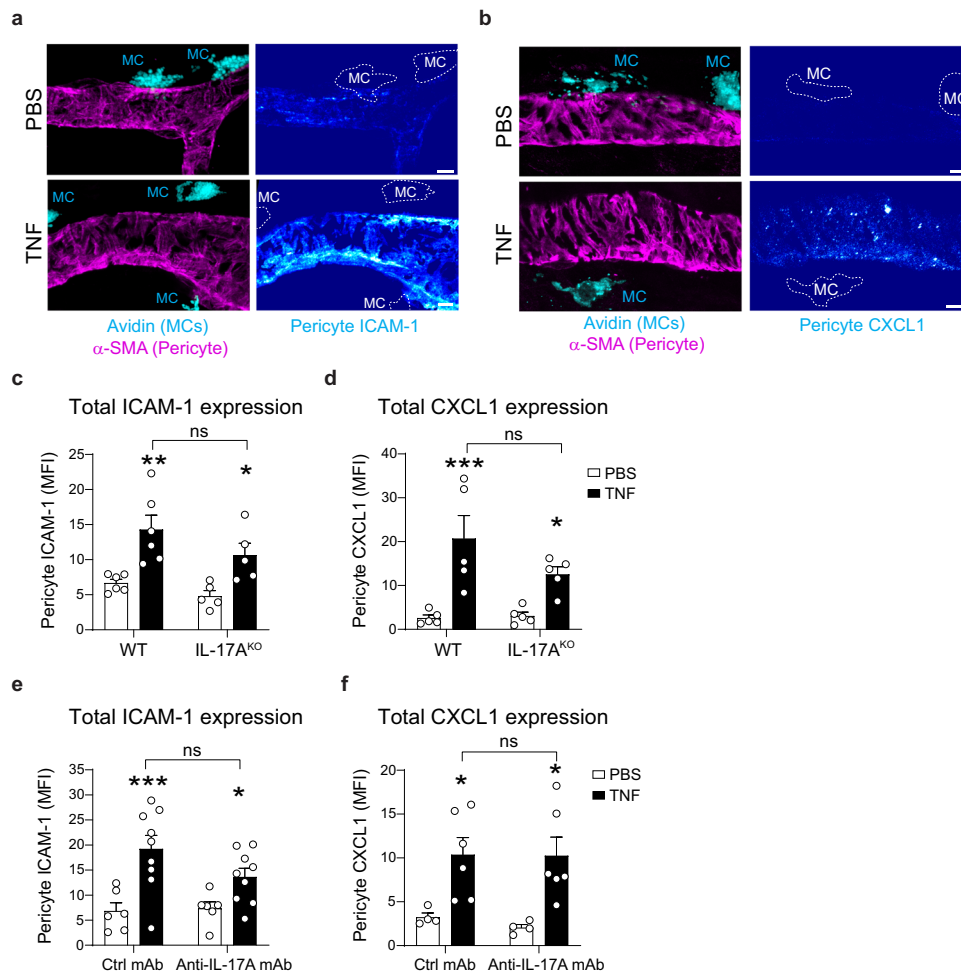 a
b
MC
MC
MC
MC
MC
MC
MC
MC
PBS
PBS
MC
MC
MC
MC
MC
MC
MC
MC
TNF
TNF
Avidin (MCs)
α-SMA (Pericyte)
Pericyte ICAM-1
Avidin (MCs)
α-SMA (Pericyte)
Pericyte CXCL1
c
Total ICAM-1 expression
ns
**
*
Pericyte ICAM-1 (MFI)
25
20
15
10
5
0
WT
IL-17A^KO
d
Total CXCL1 expression
ns
***
*
Pericyte CXCL1 (MFI)
40
30
20
10
0
WT
IL-17A^KO
PBS
TNF
e
Total ICAM-1 expression
ns
***
*
Pericyte ICAM-1 (MFI)
35
30
25
20
15
10
5
0
Ctrl mAb
Anti-IL-17A mAb
f
Total CXCL1 expression
ns
*
*
Pericyte CXCL1 (MFI)
20
15
10
5
0
Ctrl mAb
Anti-IL-17A mAb
PBS
TNF